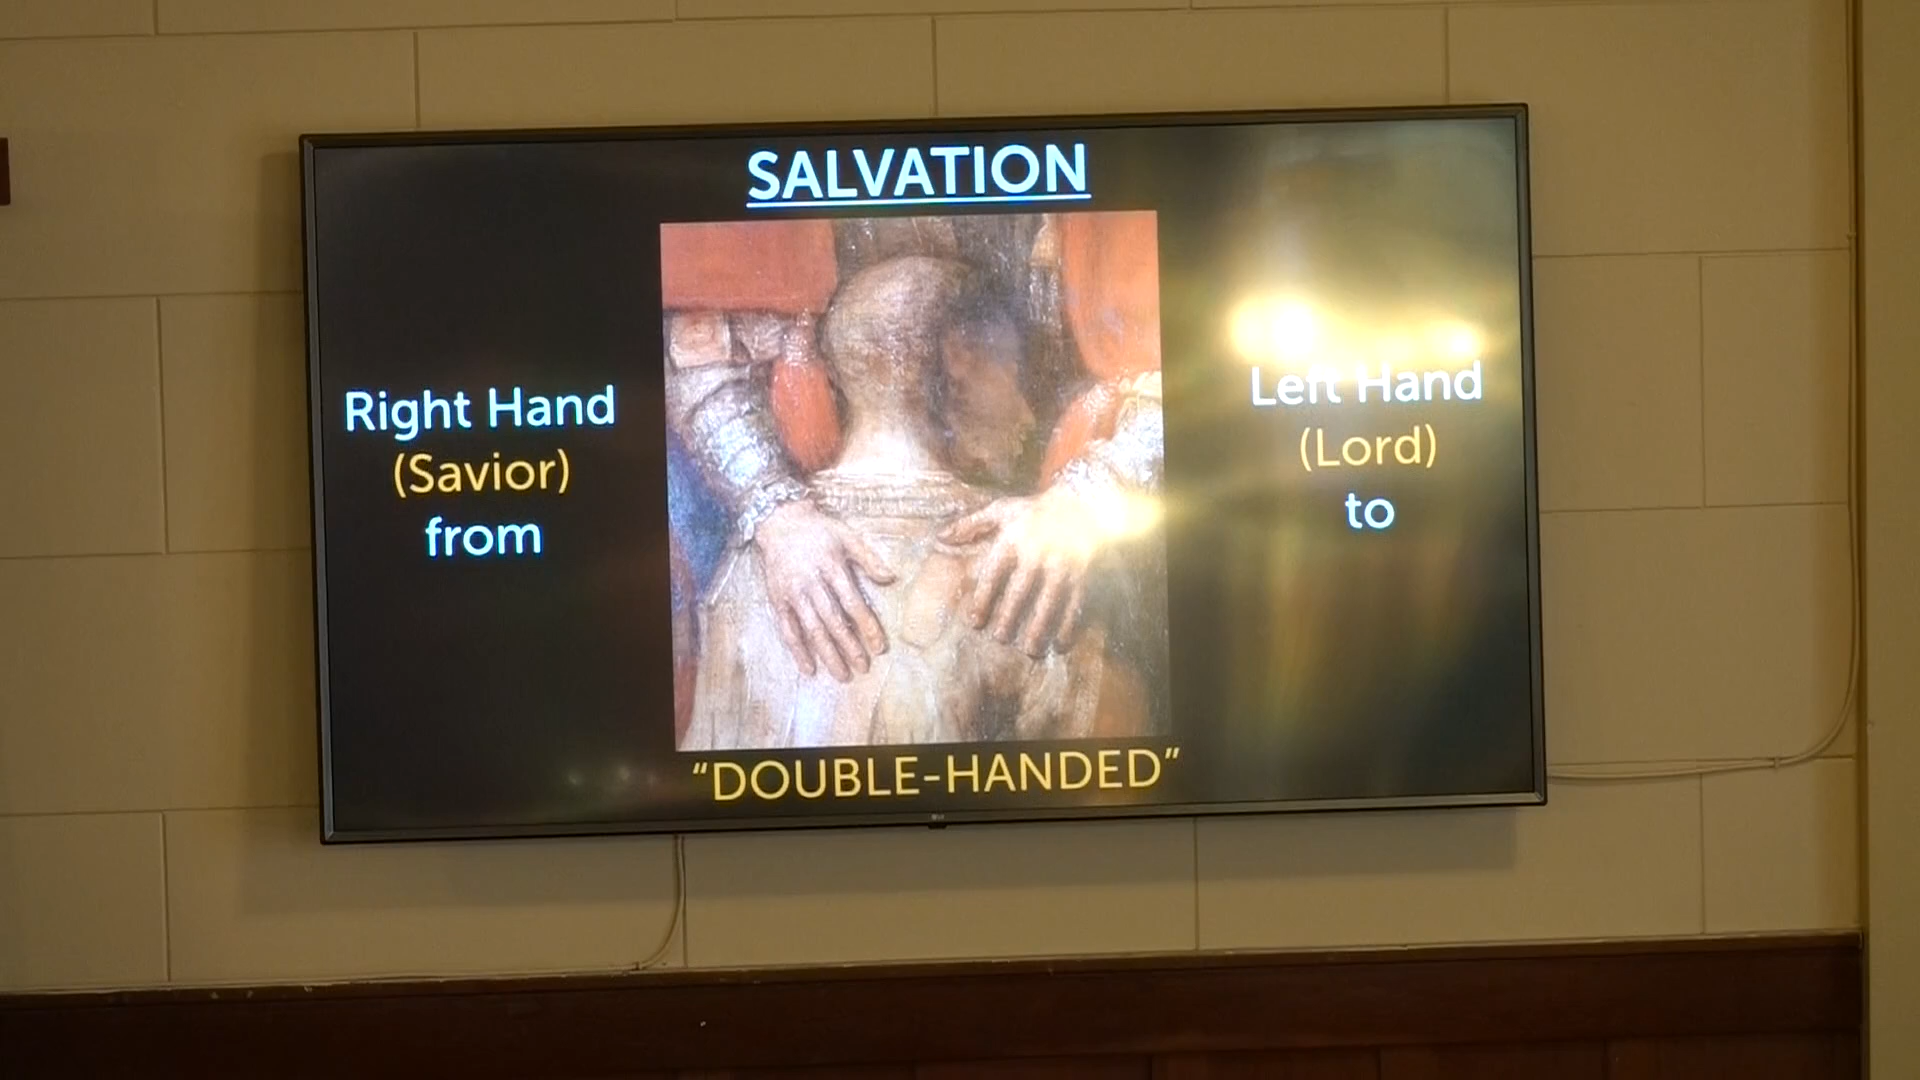 SALVATION
Right Hand
(Savior)
from
Left Hand
(Lord)
to
“DOUBLE-HANDED”